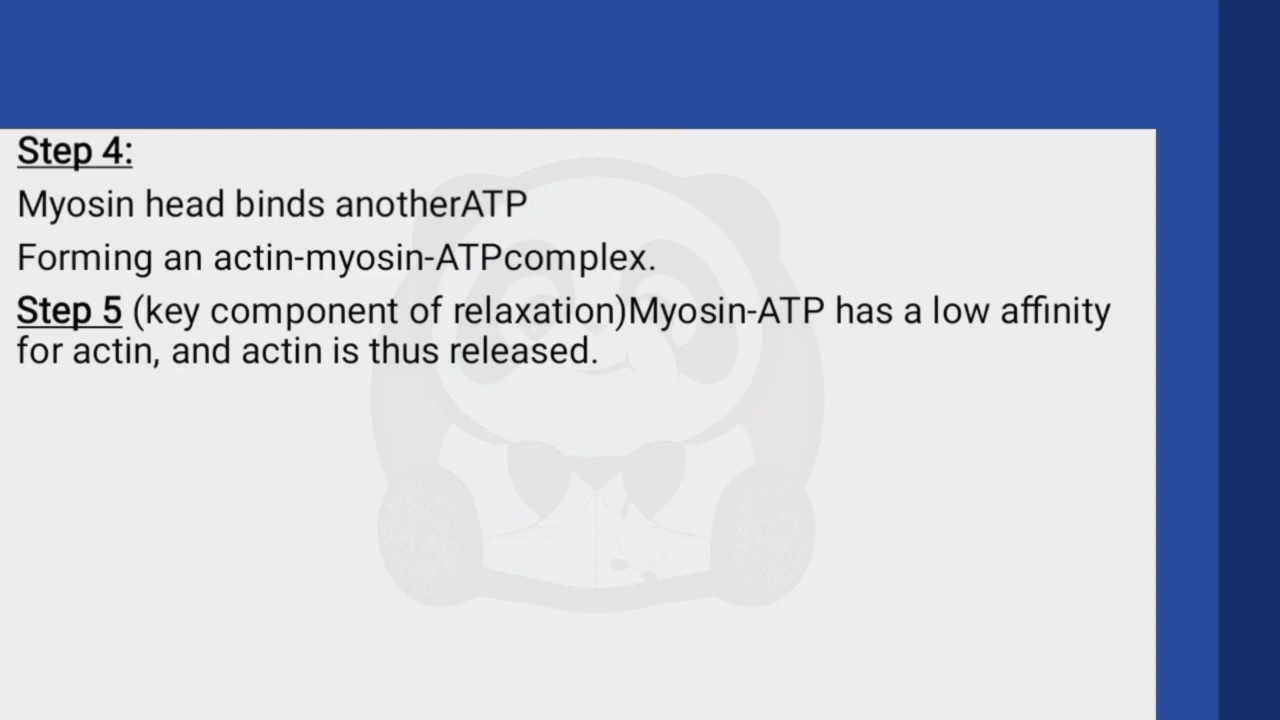 Step 4:
Myosin head binds anotherATP
Forming an actin-myosin-ATPcomplex.
Step 5 (key component of relaxation)Myosin-ATP has a low affinity
for actin, and actin is thus released.